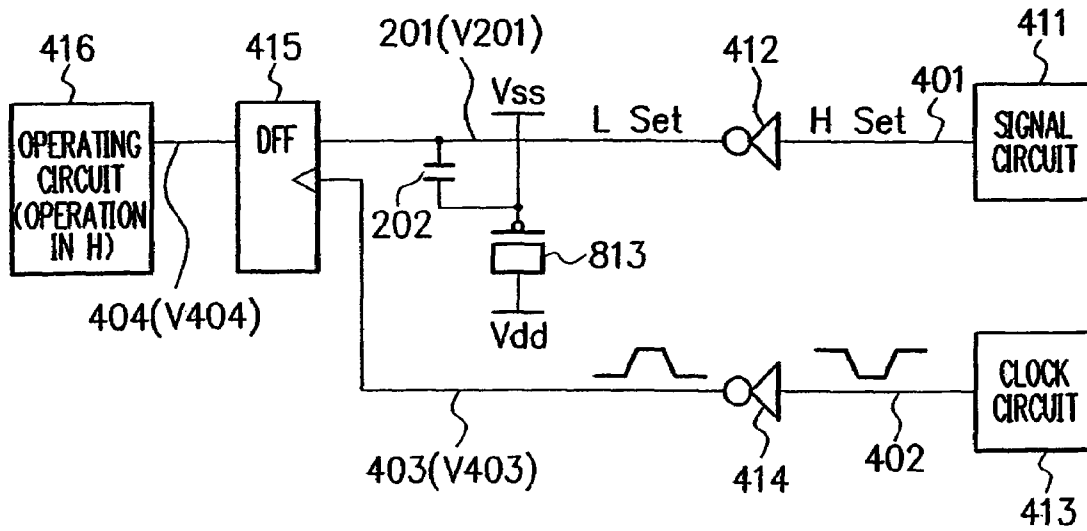 416
415
201(V201)
412
411
Vss
401
L Set
H Set
OPERATING
CIRCUIT
(OPERATION
IN H)
DFF
SIGNAL
CIRCUIT
202
813
404(V404)
Vdd
CLOCK
CIRCUIT
403(V403)
414
402
413